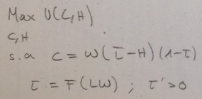 Max U(C,H)
C,H
s.a C = W(τ-H)(1-τ)
τ = F(LW) ; τ' > 0